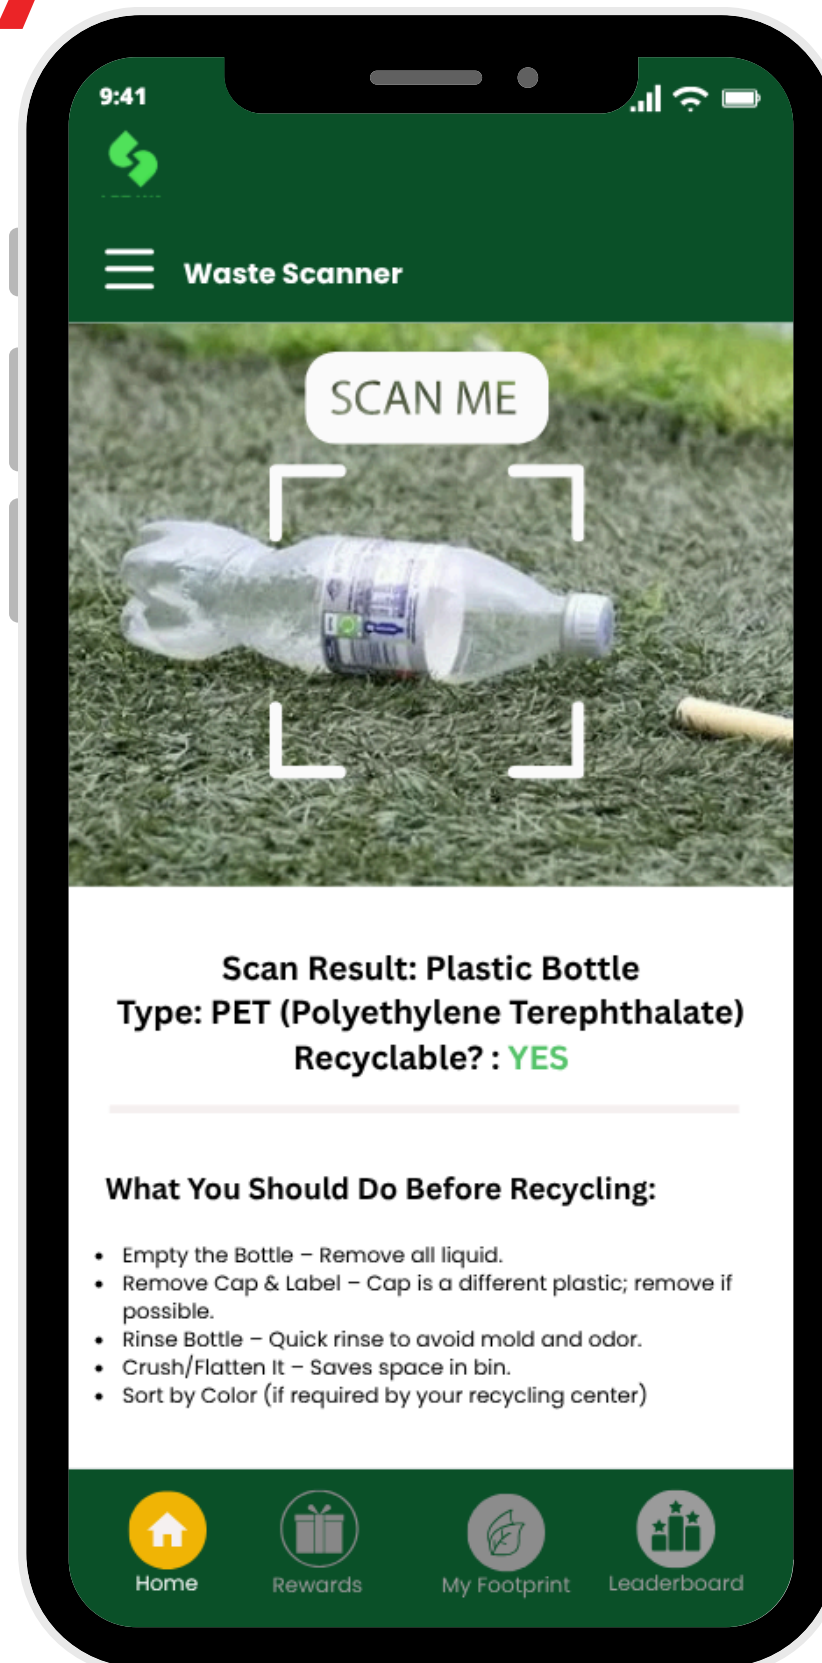 9:41
Waste Scanner
SCAN ME
Scan Result: Plastic Bottle
Type: PET (Polyethylene Terephthalate)
Recyclable? : YES
What You Should Do Before Recycling:
• Empty the Bottle – Remove all liquid.
• Remove Cap & Label – Cap is a different plastic; remove if
possible.
• Rinse Bottle – Quick rinse to avoid mold and odor.
• Crush/Flatten It – Saves space in bin.
• Sort by Color (if required by your recycling center)
Home
Rewards
My Footprint
Leaderboard